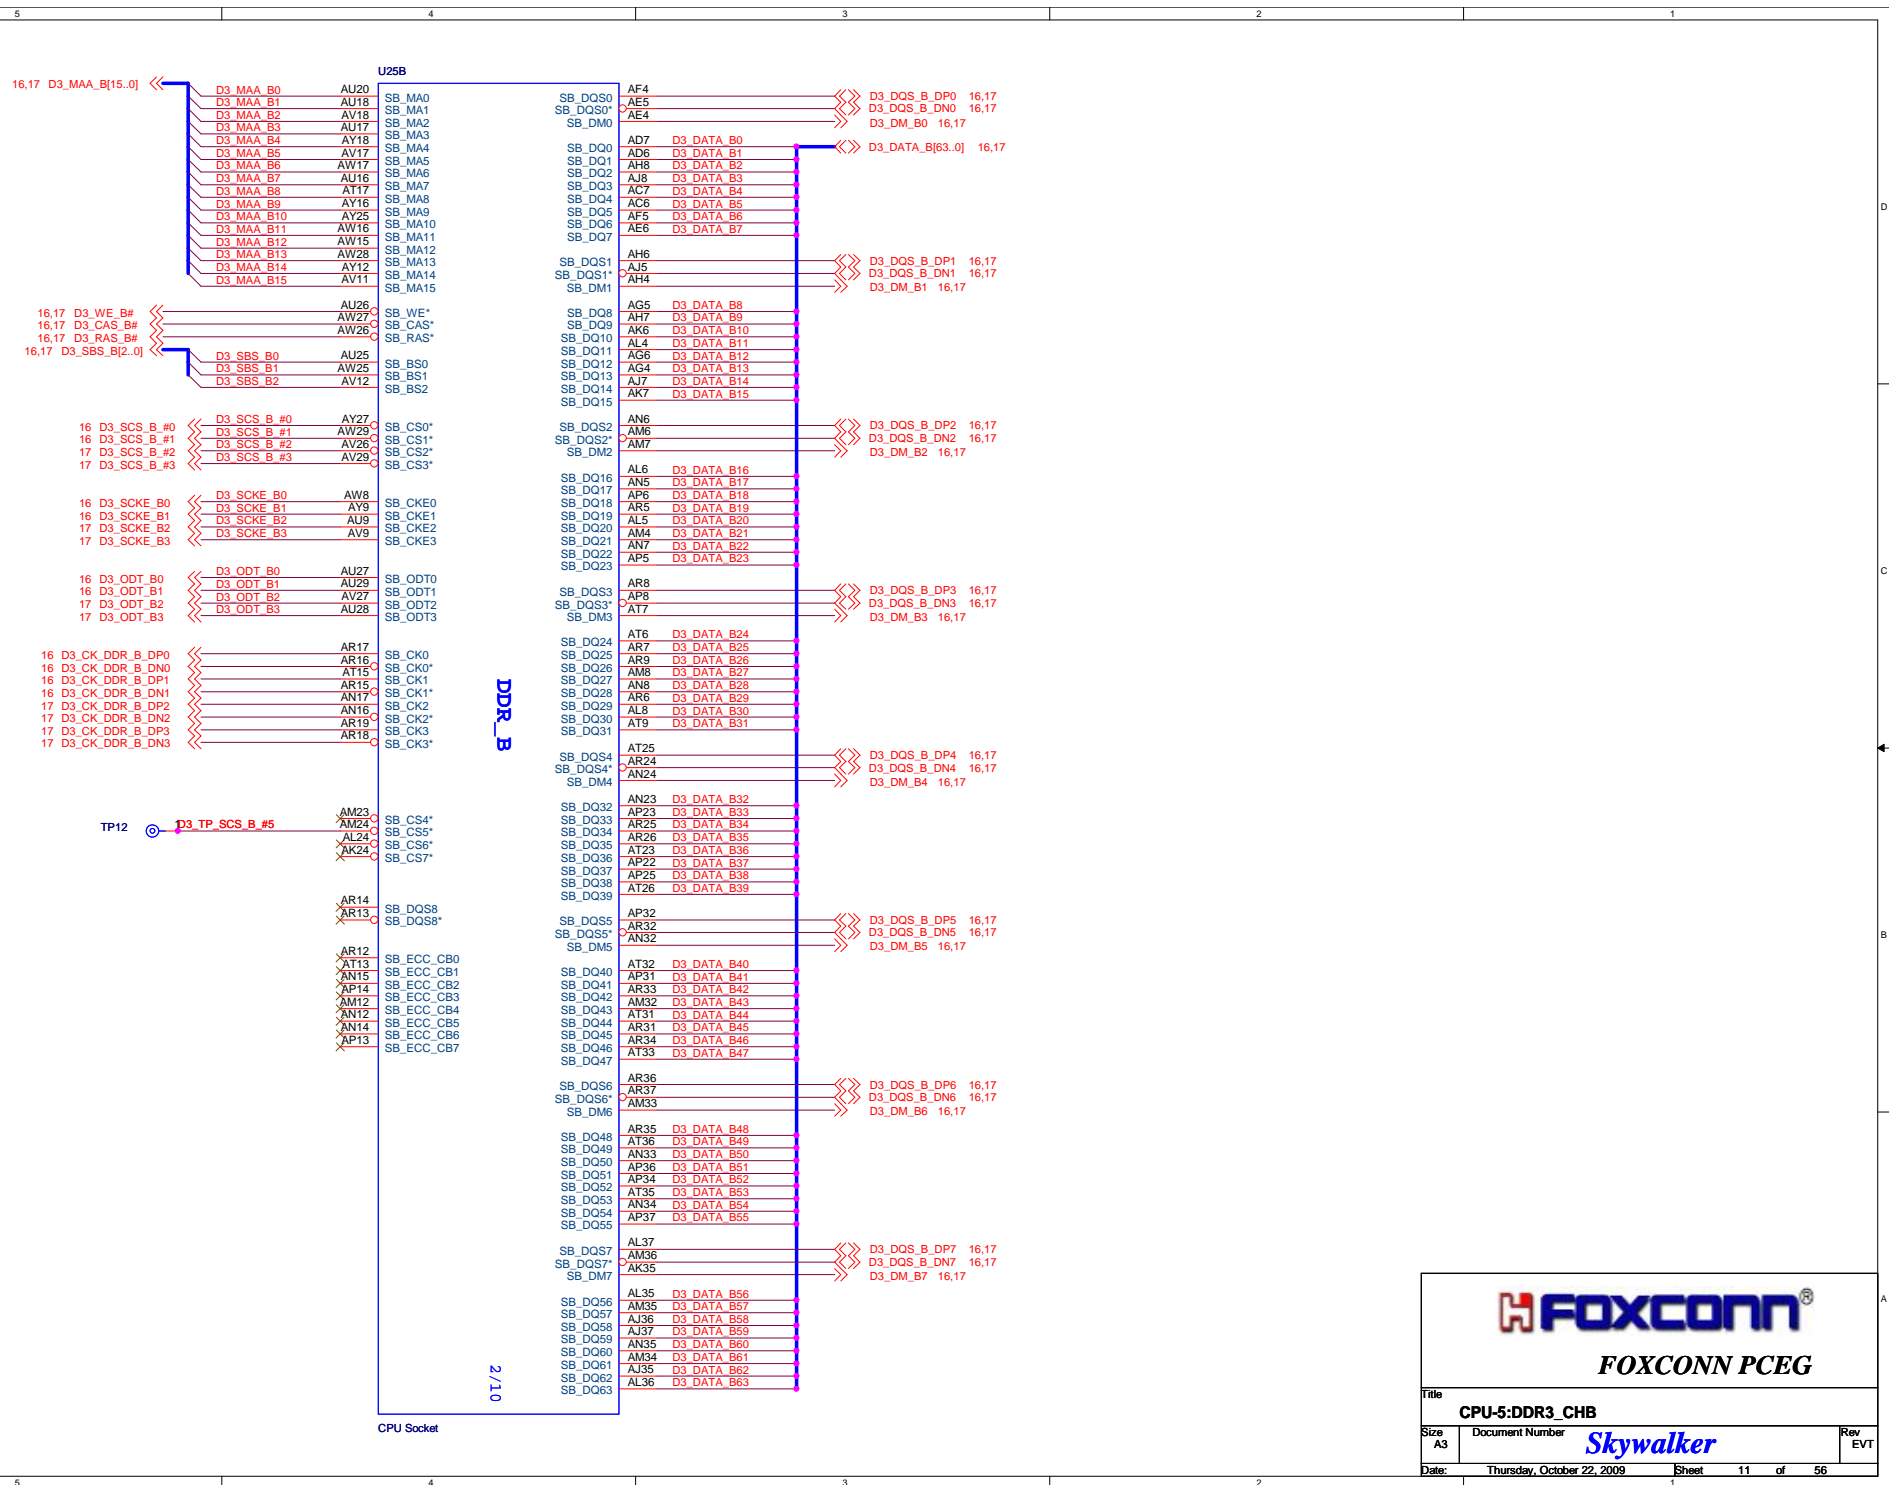 5 4 3 2 1
U25B
16,17 D3_MAA_B[15..0]
D3_MAA_B0 AU20 SB_MA0
D3_MAA_B1 AU18 SB_MA1
D3_MAA_B2 AV18 SB_MA2
D3_MAA_B3 AU17 SB_MA3
D3_MAA_B4 AY18 SB_MA4
D3_MAA_B5 AV17 SB_MA5
D3_MAA_B6 AW17 SB_MA6
D3_MAA_B7 AU16 SB_MA7
D3_MAA_B8 AT17 SB_MA8
D3_MAA_B9 AY16 SB_MA9
D3_MAA_B10 AY25 SB_MA10
D3_MAA_B11 AW16 SB_MA11
D3_MAA_B12 AW15 SB_MA12
D3_MAA_B13 AW28 SB_MA13
D3_MAA_B14 AY12 SB_MA14
D3_MAA_B15 AV11 SB_MA15
16,17 D3_WE_B# AU26 SB_WE*
16,17 D3_CAS_B# AW27 SB_CAS*
16,17 D3_RAS_B# AW26 SB_RAS*
16,17 D3_SBS_B[2..0]
D3_SBS_B0 AU25 SB_BS0
D3_SBS_B1 AW25 SB_BS1
D3_SBS_B2 AV12 SB_BS2
16 D3_SCS_B_#0 D3_SCS_B_#0 AY27 SB_CS0*
16 D3_SCS_B_#1 D3_SCS_B_#1 AW29 SB_CS1*
17 D3_SCS_B_#2 D3_SCS_B_#2 AV26 SB_CS2*
17 D3_SCS_B_#3 D3_SCS_B_#3 AV29 SB_CS3*
16 D3_SCKE_B0 D3_SCKE_B0 AW8 SB_CKE0
16 D3_SCKE_B1 D3_SCKE_B1 AY9 SB_CKE1
17 D3_SCKE_B2 D3_SCKE_B2 AU9 SB_CKE2
17 D3_SCKE_B3 D3_SCKE_B3 AV9 SB_CKE3
16 D3_ODT_B0 D3_ODT_B0 AU27 SB_ODT0
16 D3_ODT_B1 D3_ODT_B1 AU29 SB_ODT1
17 D3_ODT_B2 D3_ODT_B2 AV27 SB_ODT2
17 D3_ODT_B3 D3_ODT_B3 AU28 SB_ODT3
16 D3_CK_DDR_B_DP0 AR17 SB_CK0
16 D3_CK_DDR_B_DN0 AR16 SB_CK0*
16 D3_CK_DDR_B_DP1 AT15 SB_CK1
16 D3_CK_DDR_B_DN1 AR15 SB_CK1*
17 D3_CK_DDR_B_DP2 AN17 SB_CK2
17 D3_CK_DDR_B_DN2 AN16 SB_CK2*
17 D3_CK_DDR_B_DP3 AR19 SB_CK3
17 D3_CK_DDR_B_DN3 AR18 SB_CK3*
AM23 SB_CS4*
TP12 1 D3_TP_SCS_B_#5 AM24 SB_CS5*
AL24 SB_CS6*
AK24 SB_CS7*
AR14 SB_DQS8
AR13 SB_DQS8*
AR12 SB_ECC_CB0
AT13 SB_ECC_CB1
AN15 SB_ECC_CB2
AP14 SB_ECC_CB3
AM12 SB_ECC_CB4
AN12 SB_ECC_CB5
AN14 SB_ECC_CB6
AP13 SB_ECC_CB7
DDR_B
2/10
SB_DQS0 AF4 D3_DQS_B_DP0 16,17
SB_DQS0* AE5 D3_DQS_B_DN0 16,17
SB_DM0 AE4 D3_DM_B0 16,17
SB_DQ0 AD7 D3_DATA_B0 D3_DATA_B[63..0] 16,17
SB_DQ1 AD6 D3_DATA_B1
SB_DQ2 AH8 D3_DATA_B2
SB_DQ3 AJ8 D3_DATA_B3
SB_DQ4 AC7 D3_DATA_B4
SB_DQ5 AC6 D3_DATA_B5
SB_DQ6 AF5 D3_DATA_B6
SB_DQ7 AE6 D3_DATA_B7
SB_DQS1 AH6 D3_DQS_B_DP1 16,17
SB_DQS1* AJ5 D3_DQS_B_DN1 16,17
SB_DM1 AH4 D3_DM_B1 16,17
SB_DQ8 AG5 D3_DATA_B8
SB_DQ9 AH7 D3_DATA_B9
SB_DQ10 AK6 D3_DATA_B10
SB_DQ11 AL4 D3_DATA_B11
SB_DQ12 AG6 D3_DATA_B12
SB_DQ13 AG4 D3_DATA_B13
SB_DQ14 AJ7 D3_DATA_B14
SB_DQ15 AK7 D3_DATA_B15
SB_DQS2 AN6 D3_DQS_B_DP2 16,17
SB_DQS2* AM6 D3_DQS_B_DN2 16,17
SB_DM2 AM7 D3_DM_B2 16,17
SB_DQ16 AL6 D3_DATA_B16
SB_DQ17 AN5 D3_DATA_B17
SB_DQ18 AP6 D3_DATA_B18
SB_DQ19 AR5 D3_DATA_B19
SB_DQ20 AL5 D3_DATA_B20
SB_DQ21 AM4 D3_DATA_B21
SB_DQ22 AN7 D3_DATA_B22
SB_DQ23 AP5 D3_DATA_B23
SB_DQS3 AR8 D3_DQS_B_DP3 16,17
SB_DQS3* AP8 D3_DQS_B_DN3 16,17
SB_DM3 AT7 D3_DM_B3 16,17
SB_DQ24 AT6 D3_DATA_B24
SB_DQ25 AR7 D3_DATA_B25
SB_DQ26 AR9 D3_DATA_B26
SB_DQ27 AM8 D3_DATA_B27
SB_DQ28 AN8 D3_DATA_B28
SB_DQ29 AR6 D3_DATA_B29
SB_DQ30 AL8 D3_DATA_B30
SB_DQ31 AT9 D3_DATA_B31
SB_DQS4 AT25 D3_DQS_B_DP4 16,17
SB_DQS4* AR24 D3_DQS_B_DN4 16,17
SB_DM4 AN24 D3_DM_B4 16,17
SB_DQ32 AN23 D3_DATA_B32
SB_DQ33 AP23 D3_DATA_B33
SB_DQ34 AR25 D3_DATA_B34
SB_DQ35 AR26 D3_DATA_B35
SB_DQ36 AT23 D3_DATA_B36
SB_DQ37 AP22 D3_DATA_B37
SB_DQ38 AP25 D3_DATA_B38
SB_DQ39 AT26 D3_DATA_B39
SB_DQS5 AP32 D3_DQS_B_DP5 16,17
SB_DQS5* AR32 D3_DQS_B_DN5 16,17
SB_DM5 AN32 D3_DM_B5 16,17
SB_DQ40 AT32 D3_DATA_B40
SB_DQ41 AP31 D3_DATA_B41
SB_DQ42 AR33 D3_DATA_B42
SB_DQ43 AM32 D3_DATA_B43
SB_DQ44 AT31 D3_DATA_B44
SB_DQ45 AR31 D3_DATA_B45
SB_DQ46 AR34 D3_DATA_B46
SB_DQ47 AT33 D3_DATA_B47
SB_DQS6 AR36 D3_DQS_B_DP6 16,17
SB_DQS6* AR37 D3_DQS_B_DN6 16,17
SB_DM6 AM33 D3_DM_B6 16,17
SB_DQ48 AR35 D3_DATA_B48
SB_DQ49 AT36 D3_DATA_B49
SB_DQ50 AN33 D3_DATA_B50
SB_DQ51 AP36 D3_DATA_B51
SB_DQ52 AP34 D3_DATA_B52
SB_DQ53 AT35 D3_DATA_B53
SB_DQ54 AN34 D3_DATA_B54
SB_DQ55 AP37 D3_DATA_B55
SB_DQS7 AL37 D3_DQS_B_DP7 16,17
SB_DQS7* AM36 D3_DQS_B_DN7 16,17
SB_DM7 AK35 D3_DM_B7 16,17
SB_DQ56 AL35 D3_DATA_B56
SB_DQ57 AM35 D3_DATA_B57
SB_DQ58 AJ36 D3_DATA_B58
SB_DQ59 AJ37 D3_DATA_B59
SB_DQ60 AN35 D3_DATA_B60
SB_DQ61 AM34 D3_DATA_B61
SB_DQ62 AJ35 D3_DATA_B62
SB_DQ63 AL36 D3_DATA_B63
CPU Socket
D
C
B
A
FOXCONN®
FOXCONN PCEG
Title
CPU-5:DDR3_CHB
Size Document Number Rev
A3 Skywalker EVT
Date: Thursday, October 22, 2009 Sheet 11 of 56
5 4 3 2 1